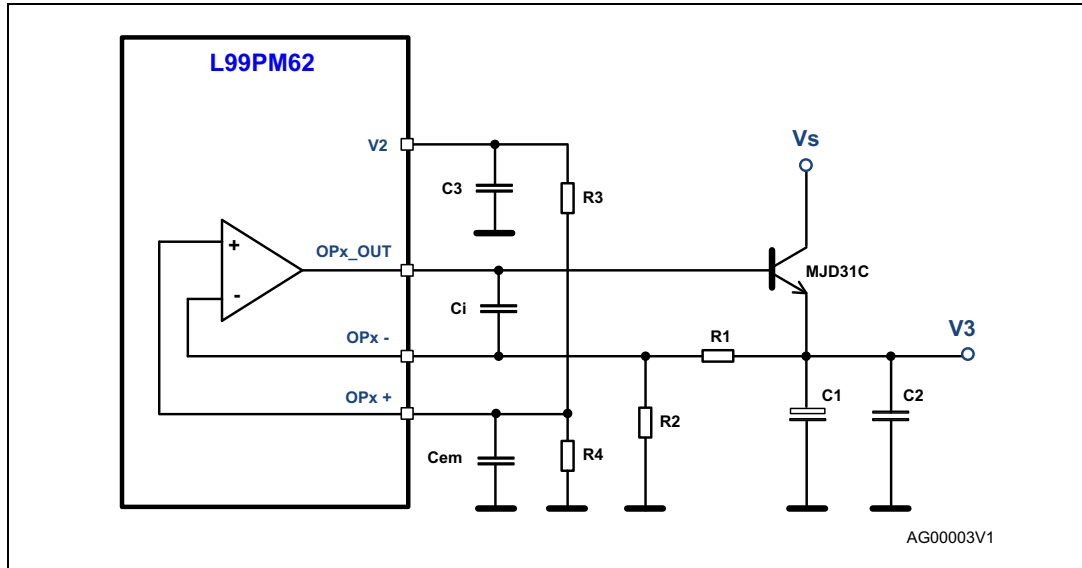 L99PM62
V2
Vs
C3
R3
+
OPx_OUT
MJD31C
-
Ci
V3
OPx -
R1
OPx +
C1
C2
R2
Cem
R4
AG00003V1